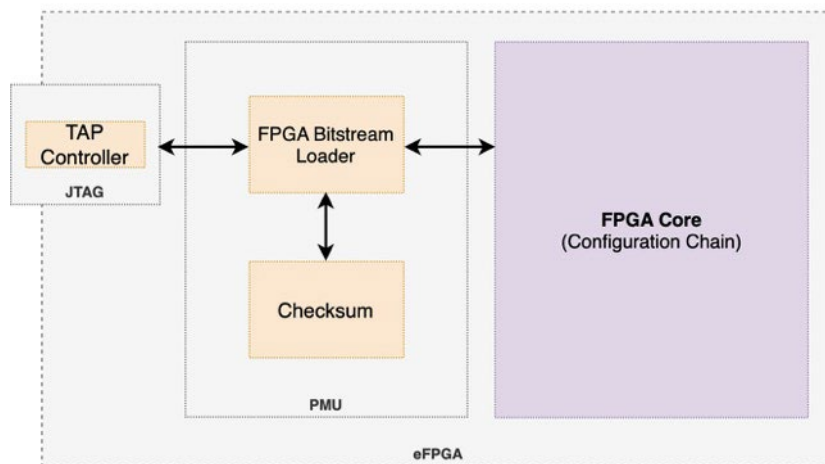 TAP
Controller
JTAG
FPGA Bitstream
Loader
Checksum
PMU
FPGA Core
(Configuration Chain)
eFPGA